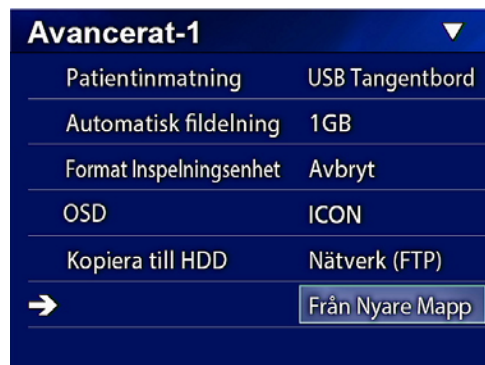 Avancerat-1
Patientinmatning USB Tangentbord
Automatisk fildelning 1GB
Format Inspelningsenhet Avbryt
OSD ICON
Kopiera till HDD Nätverk (FTP)
Från Nyare Mapp